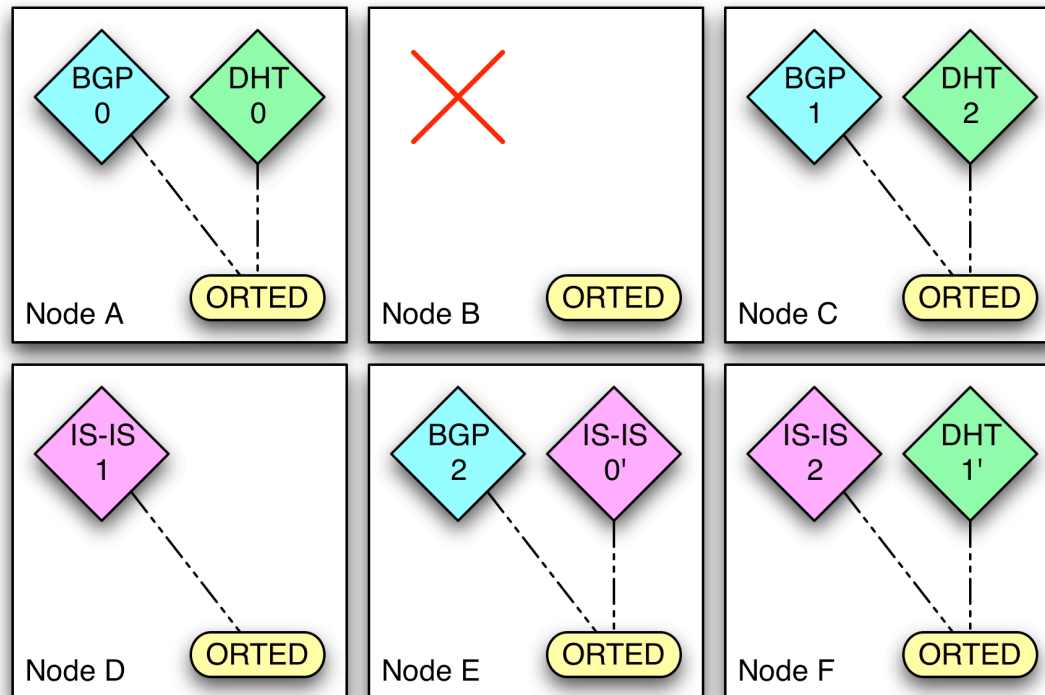 BGP
0
DHT
0
ORTED
Node A
ORTED
Node B
BGP
1
DHT
2
ORTED
Node C
IS-IS
1
ORTED
Node D
BGP
2
IS-IS
0'
ORTED
Node E
IS-IS
2
DHT
1'
ORTED
Node F